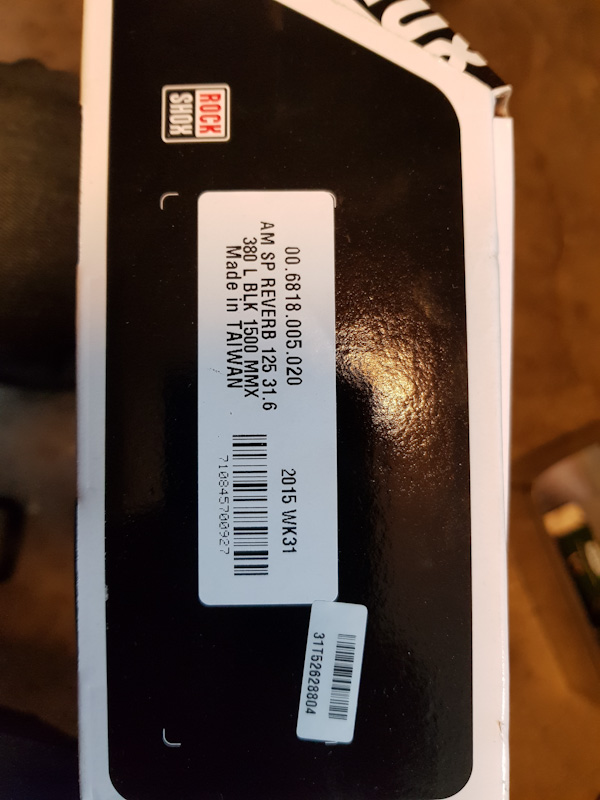 ROCK
SHOX
00.6818.005.020
AM SP REVERB 125 31.6
380 L BLK 1500 MMX
Made in TAIWAN
2015 WK31
710845700927
31T52628804